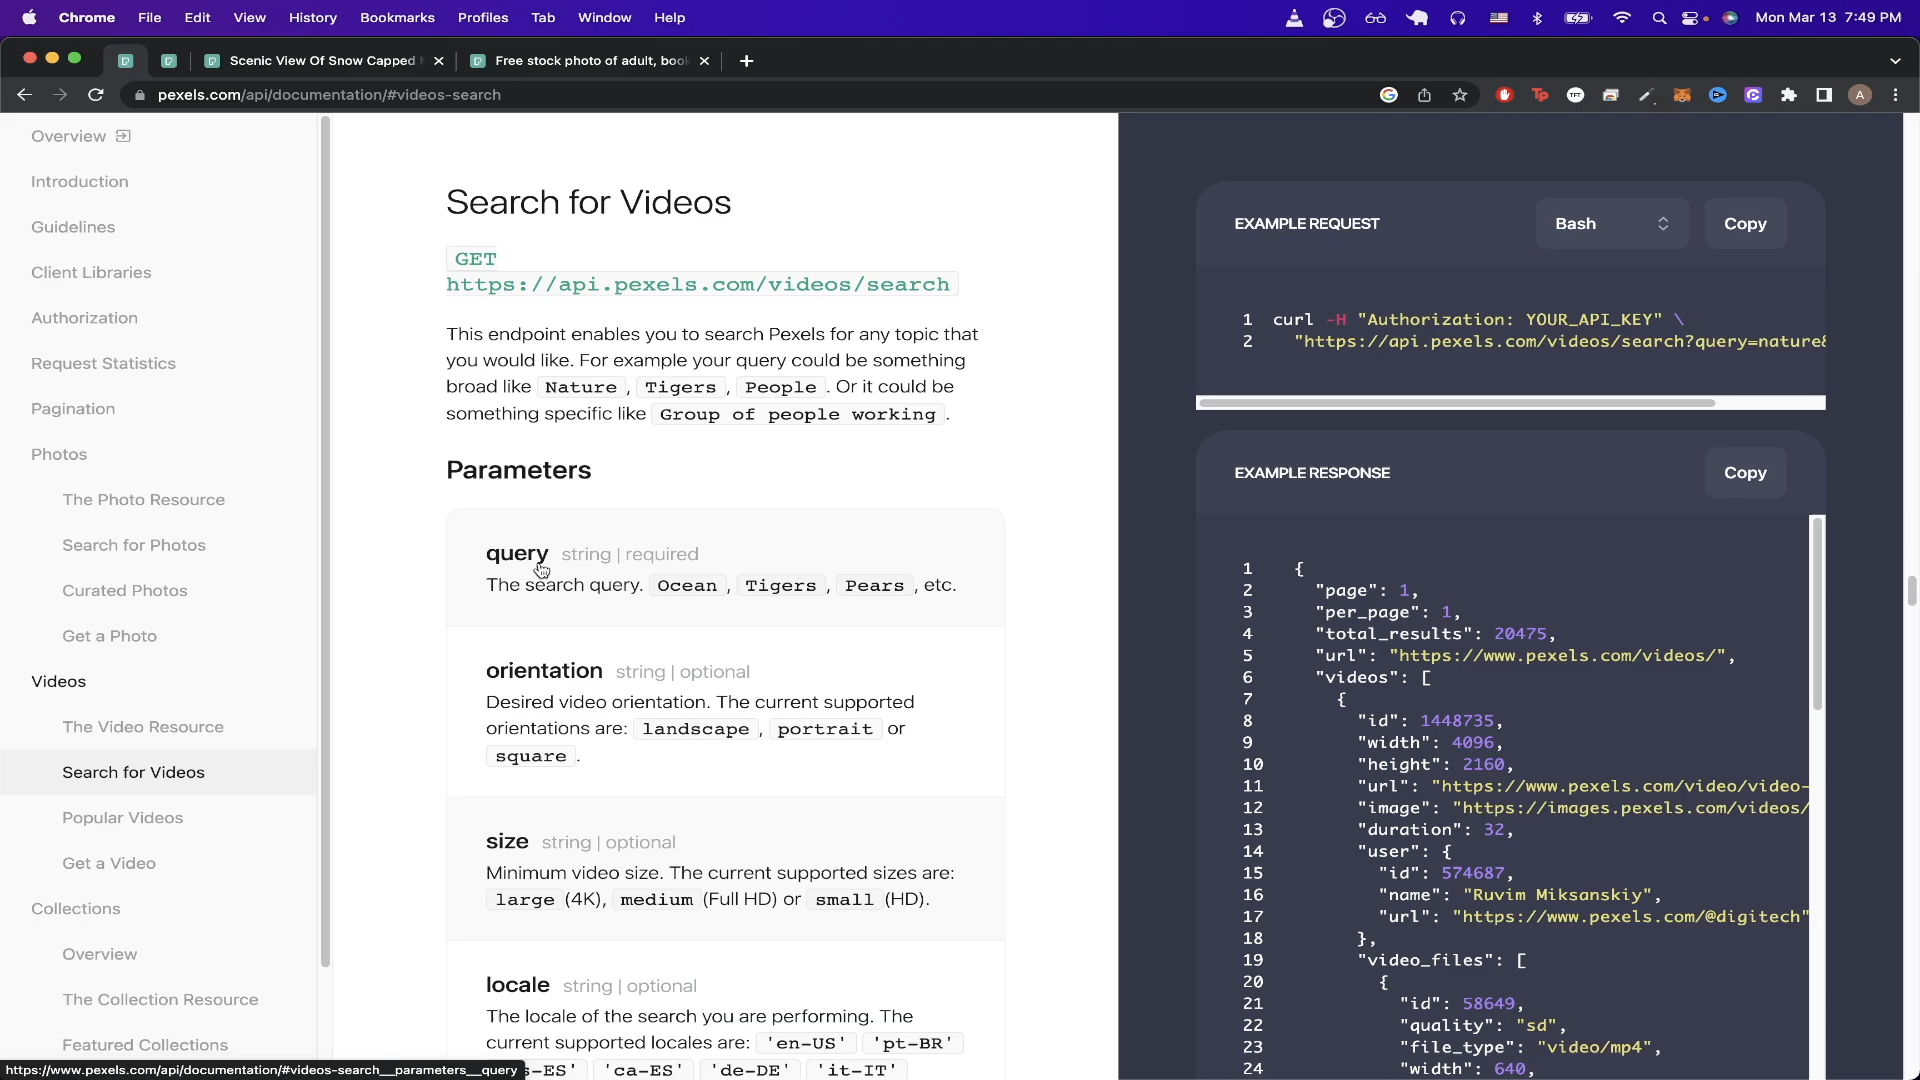 Chrome File Edit View History Bookmarks Profiles Tab Window Help Mon Mar 13 7:49 PM
Scenic View Of Snow Capped
Free stock photo of adult, book
pexels.com/api/documentation/#videos-search
A
Overview
Introduction
Guidelines
Client Libraries
Authorization
Request Statistics
Pagination
Photos
The Photo Resource
Search for Photos
Curated Photos
Get a Photo
Videos
The Video Resource
Search for Videos
Popular Videos
Get a Video
Collections
Overview
The Collection Resource
Featured Collections
https://www.pexels.com/api/documentation/#videos-search__parameters__query
Search for Videos
GET
https://api.pexels.com/videos/search
This endpoint enables you to search Pexels for any topic that
you would like. For example your query could be something
broad like Nature , Tigers , People . Or it could be
something specific like Group of people working .
Parameters
query string | required
The search query. Ocean , Tigers , Pears , etc.
orientation string | optional
Desired video orientation. The current supported
orientations are: landscape , portrait or
square .
size string | optional
Minimum video size. The current supported sizes are:
large (4K), medium (Full HD) or small (HD).
locale string | optional
The locale of the search you are performing. The
current supported locales are: 'en-US' 'pt-BR'
s-ES' 'ca-ES' 'de-DE' 'it-IT'
EXAMPLE REQUEST Bash Copy
1 curl -H "Authorization: YOUR_API_KEY" \
2 "https://api.pexels.com/videos/search?query=nature&
EXAMPLE RESPONSE Copy
1 {
2 "page": 1,
3 "per_page": 1,
4 "total_results": 20475,
5 "url": "https://www.pexels.com/videos/",
6 "videos": [
7 {
8 "id": 1448735,
9 "width": 4096,
10 "height": 2160,
11 "url": "https://www.pexels.com/video/video-
12 "image": "https://images.pexels.com/videos/
13 "duration": 32,
14 "user": {
15 "id": 574687,
16 "name": "Ruvim Miksanskiy",
17 "url": "https://www.pexels.com/@digitech"
18 },
19 "video_files": [
20 {
21 "id": 58649,
22 "quality": "sd",
23 "file_type": "video/mp4",
24 "width": 640,